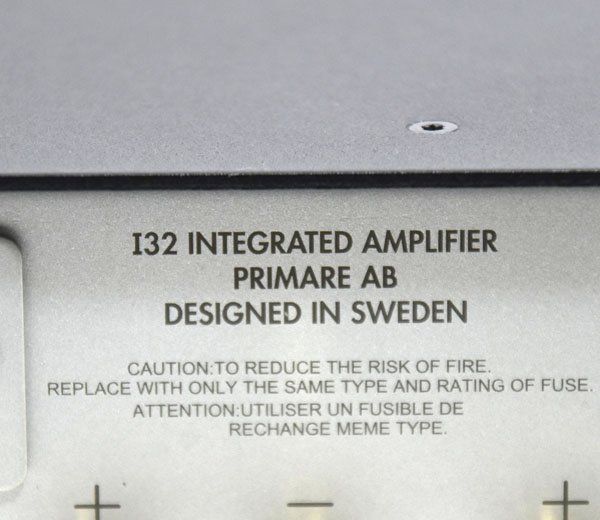 I32 INTEGRATED AMPLIFIER
PRIMARE AB
DESIGNED IN SWEDEN
CAUTION:TO REDUCE THE RISK OF FIRE.
REPLACE WITH ONLY THE SAME TYPE AND RATING OF FUSE.
ATTENTION:UTILISER UN FUSIBLE DE
RECHANGE MEME TYPE.
+ − +